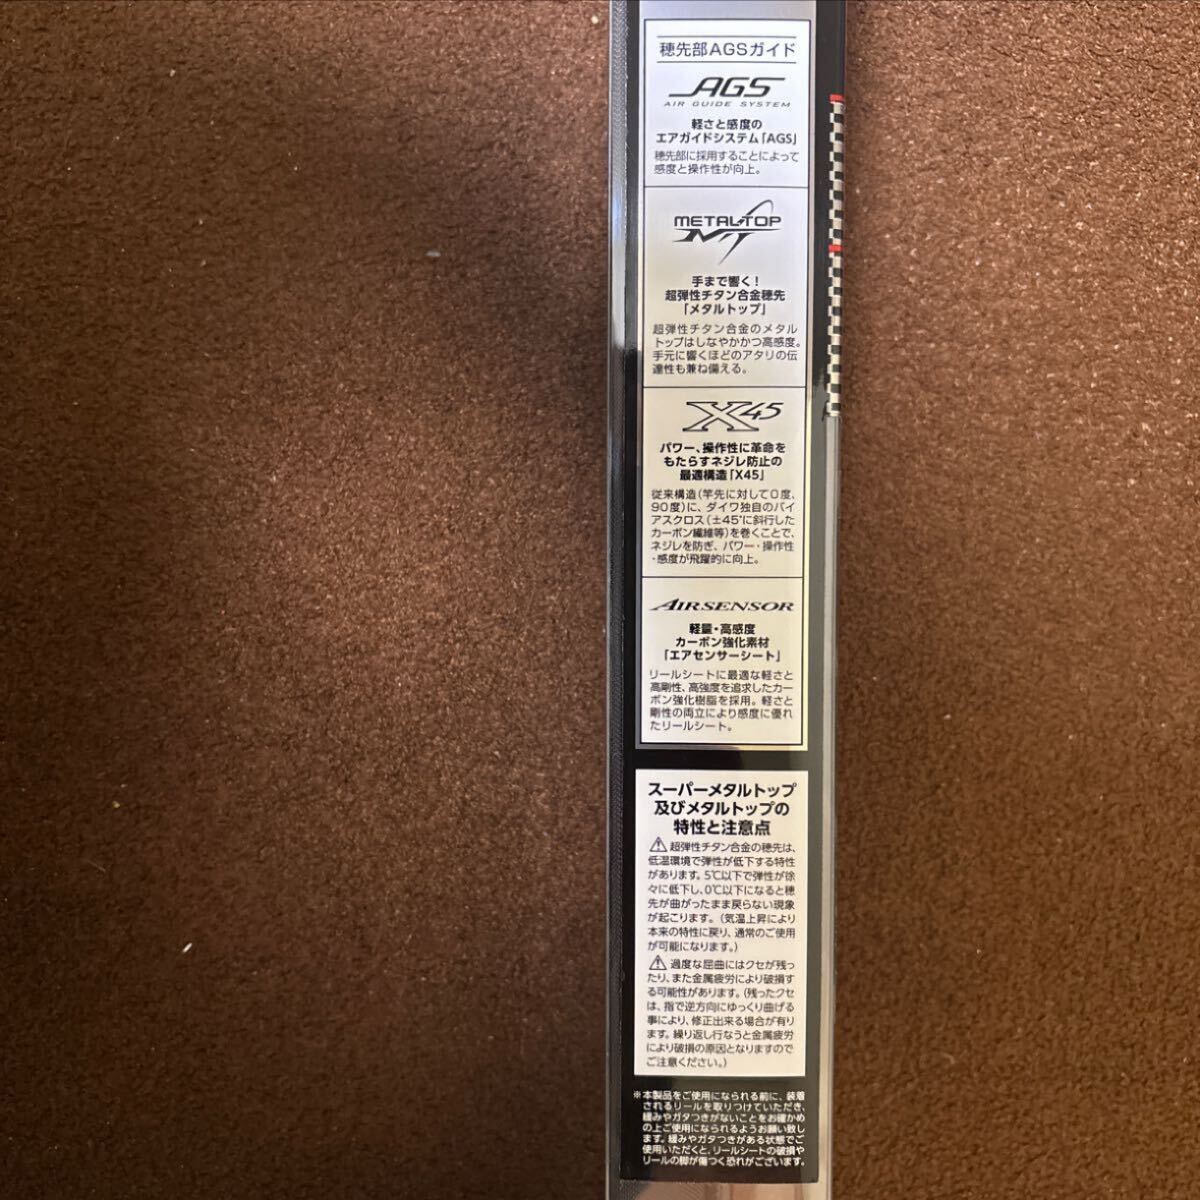 穂先部AGSガイド
AGS
AIR GUIDE SYSTEM
軽さと感度の
エアガイドシステム「AGS」
穂先部に採用することによって
感度と操作性が向上。
METAL TOP
MT
手まで響く!
超弾性チタン合金穂先
「メタルトップ」
超弾性チタン合金のメタル
トップはしなやかかつ高感度。
手元に響くほどのアタリの伝
達性も兼ね備える。
X45
パワー、操作性に革命を
もたらすネジレ防止の
最適構造「X45」
従来構造(竿先に対して0度、
90度)に、ダイワ独自のバイ
アスクロス(±45°に斜行した
カーボン繊維等)を巻くことで、
ネジレを防ぎ、パワー・操作性
・感度が飛躍的に向上。
AIRSENSOR
軽量・高感度
カーボン強化素材
「エアセンサーシート」
リールシートに最適な軽さと
高剛性、高強度を追求したカー
ボン強化樹脂を採用。軽さと
剛性の両立により感度に優れ
たリールシート。
スーパーメタルトップ
及びメタルトップの
特性と注意点
⚠超弾性チタン合金の穂先は、
低温環境で弾性が低下する特性
があります。5℃以下で弾性が徐
々に低下し、0℃以下になると穂
先が曲がったまま戻らない現象
が起こります。(気温上昇により
本来の特性に戻り、通常のご使用
が可能になります。)
⚠過度な屈曲にはクセが残っ
たり、また金属疲労により破損す
る可能性があります。(残ったクセ
は、指で逆方向にゆっくり曲げる
事により、修正出来る場合が有り
ます。繰り返し行なうと金属疲労
により破損の原因となりますので
ご注意ください。)
※本製品をご使用になられる前に、装着
されるリールを取りつけていただき、
緩みやガタつきがないことをお確かめ
の上ご使用になられるようお願い致し
ます。緩みやガタつきがある状態でご
使用いただくと、リールシートの破損や
リールの脚が傷つく恐れがございます。